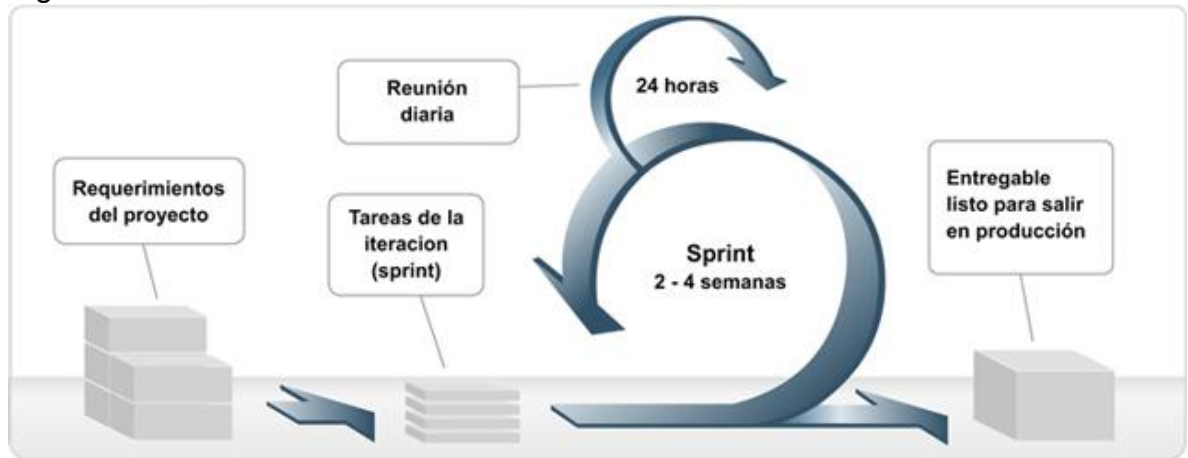 Requerimientos
del proyecto
Tareas de la
iteracion
(sprint)
Reunión
diaria
24 horas
Sprint
2 - 4 semanas
Entregable
listo para salir
en producción